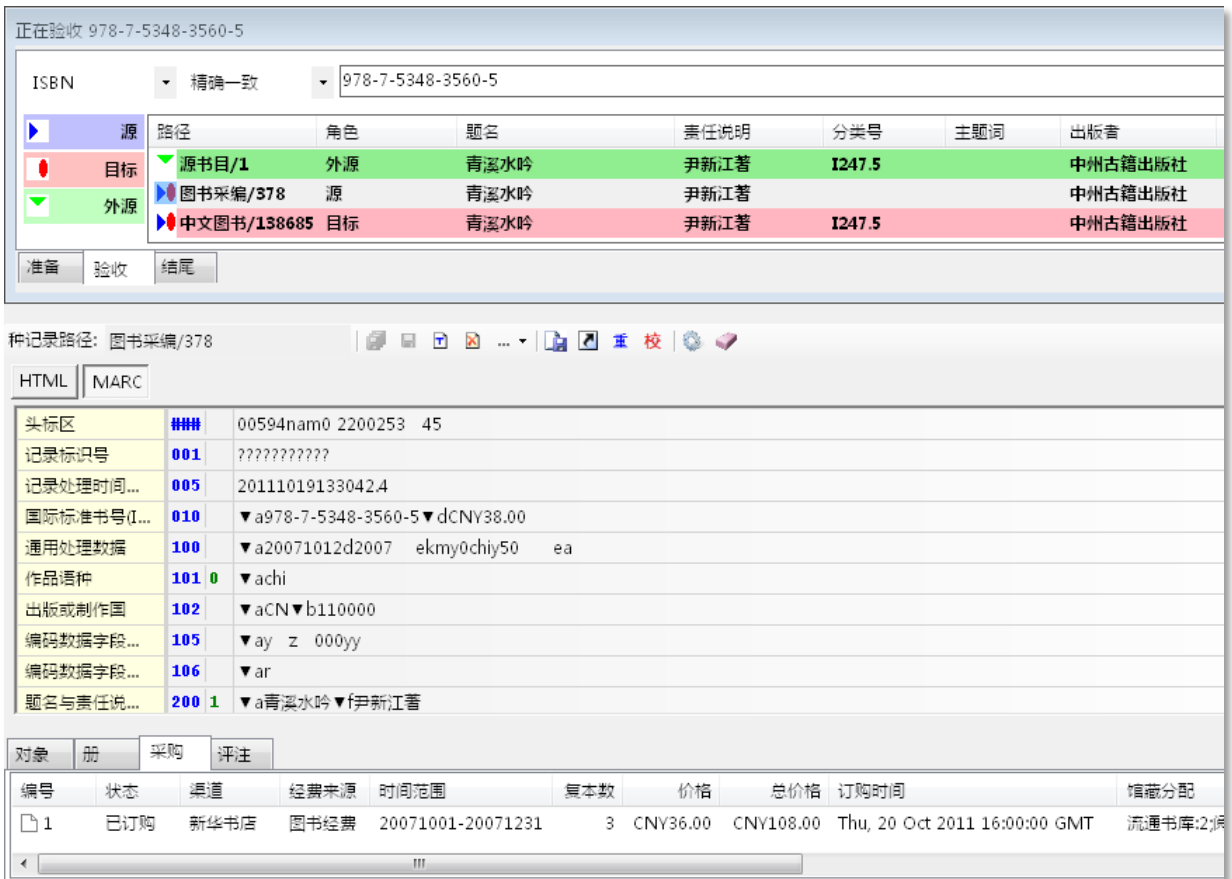 正在验收 978-7-5348-3560-5
ISBN 精确一致 978-7-5348-3560-5
源 路径 角色 题名 责任说明 分类号 主题词 出版者
目标
外源
源书目/1 外源 青溪水吟 尹新江著 I247.5 中州古籍出版社
图书采编/378 源 青溪水吟 尹新江著 中州古籍出版社
中文图书/138685 目标 青溪水吟 尹新江著 I247.5 中州古籍出版社
准备 验收 结尾
种记录路径: 图书采编/378 ... 重 校
HTML MARC
头标区 ### 00594nam0 2200253 45
记录标识号 001 ???????????
记录处理时间... 005 20111019133042.4
国际标准书号(I... 010 ▼a978-7-5348-3560-5▼dCNY38.00
通用处理数据 100 ▼a20071012d2007 ekmy0chiy50 ea
作品语种 101 0 ▼achi
出版或制作国 102 ▼aCN▼b110000
编码数据字段... 105 ▼ay z 000yy
编码数据字段... 106 ▼ar
题名与责任说... 200 1 ▼a青溪水吟▼f尹新江著
对象 册 采购 评注
编号 状态 渠道 经费来源 时间范围 复本数 价格 总价格 订购时间 馆藏分配
1 已订购 新华书店 图书经费 20071001-20071231 3 CNY36.00 CNY108.00 Thu, 20 Oct 2011 16:00:00 GMT 流通书库:2;